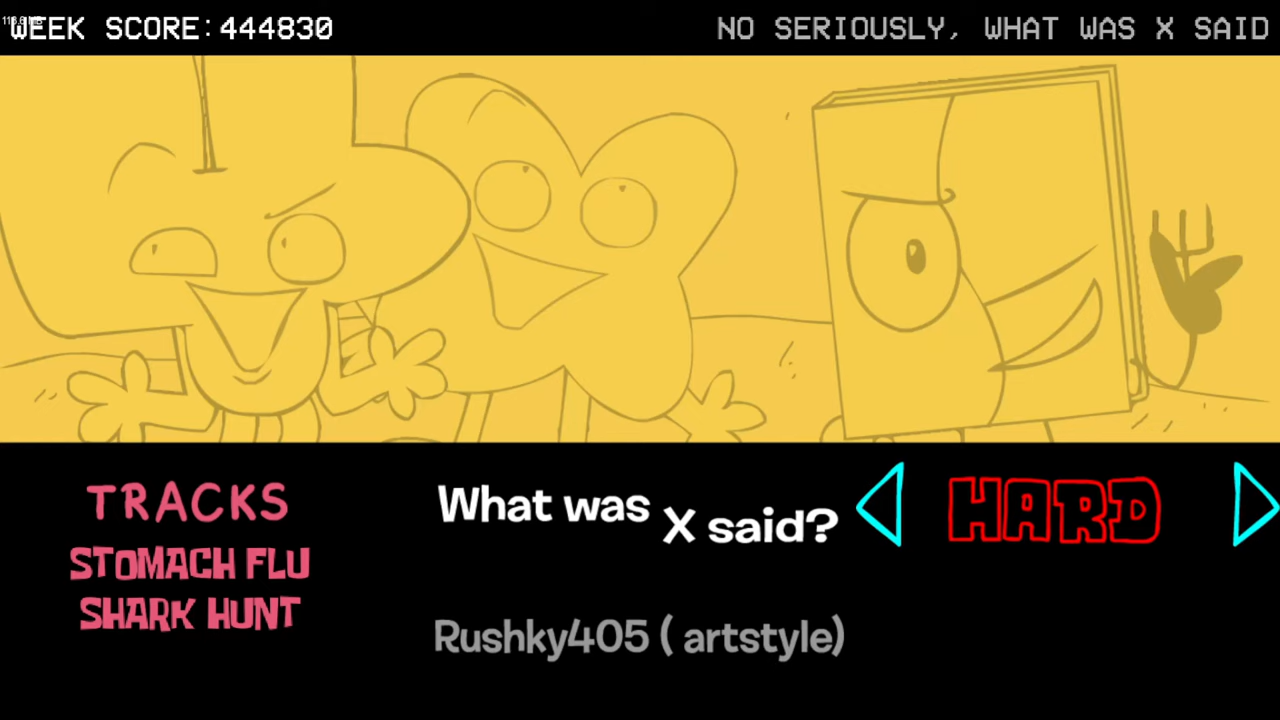 WEEK SCORE:444830
NO SERIOUSLY, WHAT WAS X SAID
What was X said?
HARD
TRACKS
STOMACH FLU
SHARK HUNT
Rushky405 ( artstyle)